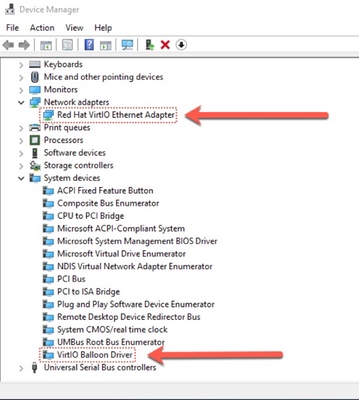 Device Manager
File Action View Help
Keyboards
Mice and other pointing devices
Monitors
Network adapters
Red Hat VirtIO Ethernet Adapter
Print queues
Processors
Software devices
Storage controllers
System devices
ACPI Fixed Feature Button
Composite Bus Enumerator
CPU to PCI Bridge
Microsoft ACPI-Compliant System
Microsoft System Management BIOS Driver
Microsoft Virtual Drive Enumerator
NDIS Virtual Network Adapter Enumerator
PCI Bus
PCI to ISA Bridge
Plug and Play Software Device Enumerator
Remote Desktop Device Redirector Bus
System CMOS/real time clock
UMBus Root Bus Enumerator
VirtIO Balloon Driver
Universal Serial Bus controllers